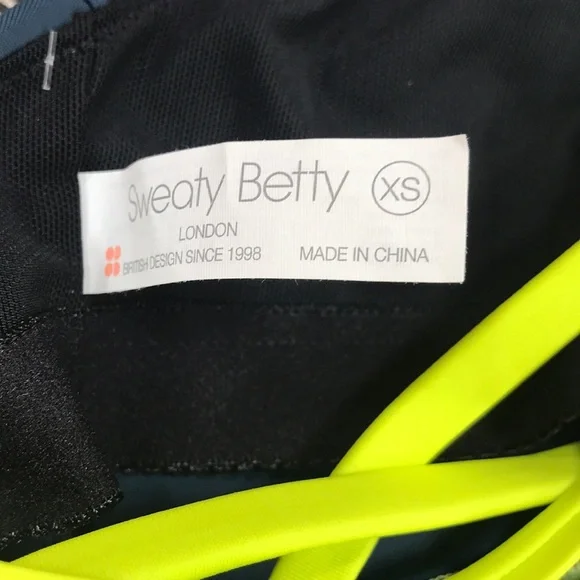 Sweaty Betty XS
LONDON
BRITISH DESIGN SINCE 1998 MADE IN CHINA